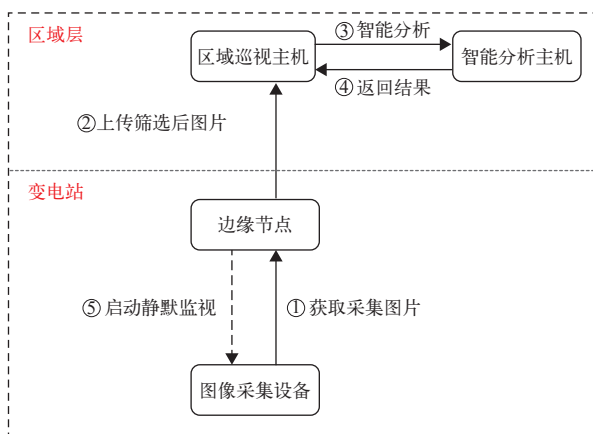 区域层
③智能分析
区域巡视主机
智能分析主机
④返回结果
②上传筛选后图片
变电站
边缘节点
⑤启动静默监视
①获取采集图片
图像采集设备